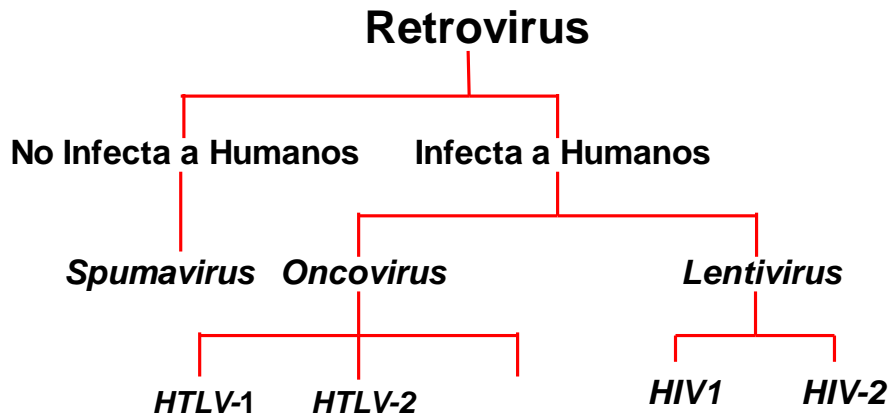 Retrovirus
No Infecta a Humanos Infecta a Humanos
Spumavirus Oncovirus Lentivirus
HTLV-1 HTLV-2 HIV1 HIV-2